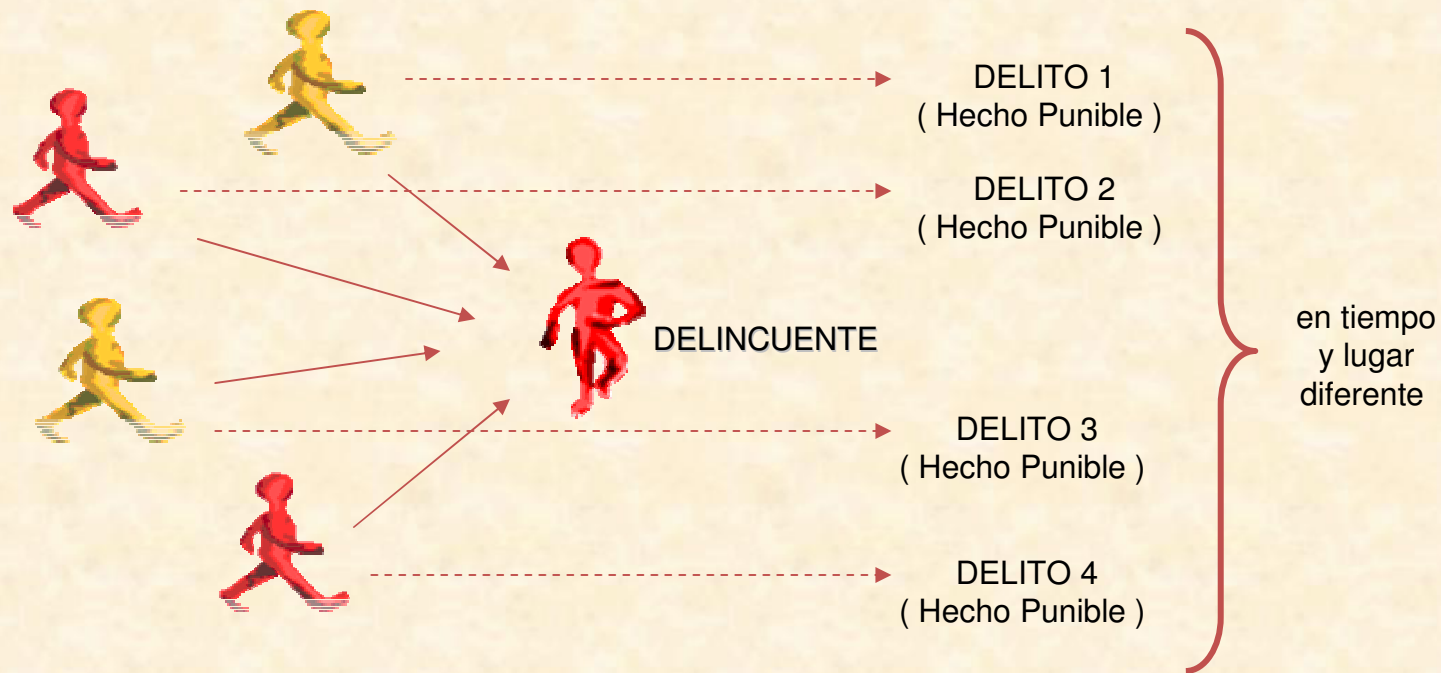 DELITO 1
( Hecho Punible )
DELITO 2
( Hecho Punible )
DELINCUENTE
en tiempo
y lugar
diferente
DELITO 3
( Hecho Punible )
DELITO 4
( Hecho Punible )